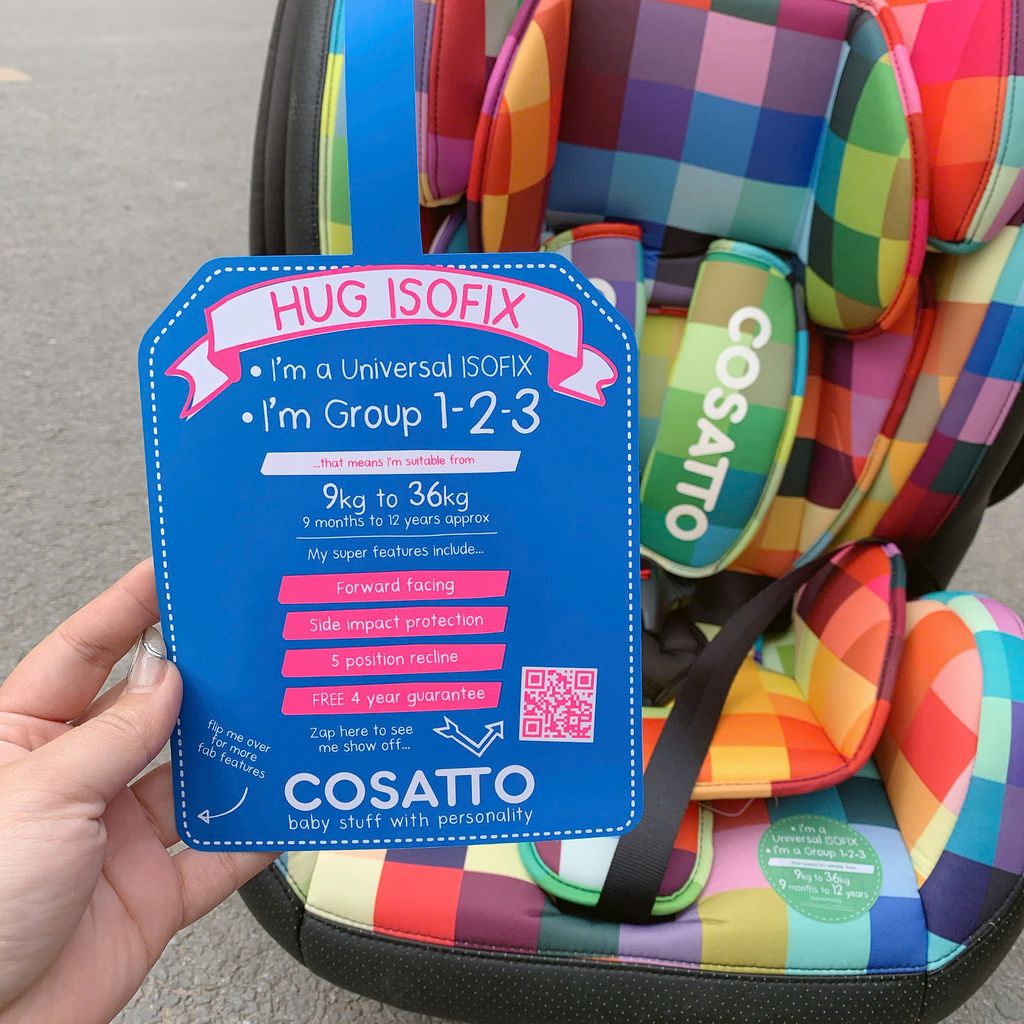 HUG ISOFIX
• I'm a Universal ISOFIX
• I'm Group 1-2-3
...that means I'm suitable from
9kg to 36kg
9 months to 12 years approx
My super features include...
Forward facing
Side impact protection
5 position recline
FREE 4 year guarantee
Zap here to see
me show off...
flip me over
for more
fab features
COSATTO
baby stuff with personality
COSATTO
• I'm a
Universal ISOFIX
• I'm a Group 1-2-3
9kg to 36kg
9 months to 12 years